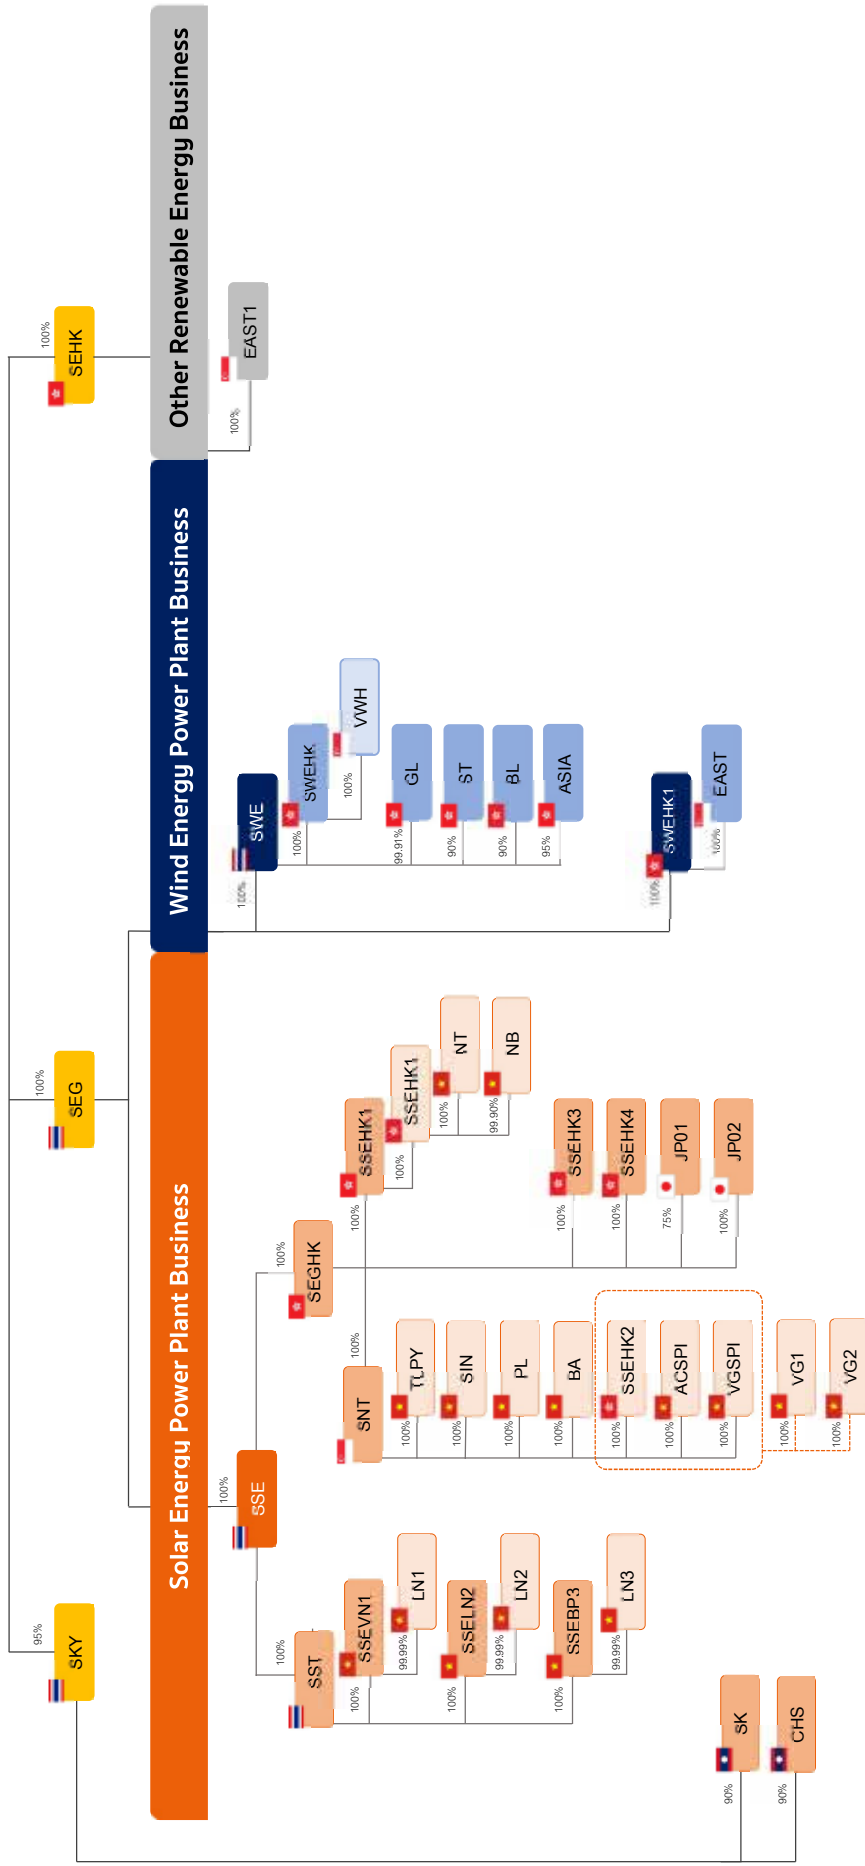 95%
SKY
100%
SEG
100%
SEHK
Solar Energy Power Plant Business
Wind Energy Power Plant Business
Other Renewable Energy Business
100%
SSE
100%
SST
100%
SSEVN1
99.99%
LN1
100%
SSELN2
99.99%
LN2
100%
SSEBP3
99.99%
LN3
90%
SK
90%
CHS
100%
SEGHK
100%
SNT
100%
TLPY
100%
SIN
100%
PL
100%
BA
100%
SSEHK2
100%
ACSPI
100%
VGSPI
100%
VG1
100%
VG2
100%
SSEHK1
100%
SSEHK1
100%
NT
99.90%
NB
100%
SSEHK3
100%
SSEHK4
75%
JP01
100%
JP02
100%
SWE
100%
SWEHK
100%
VWH
99.91%
GL
90%
ST
90%
BL
95%
ASIA
100%
SWEHK1
100%
EAST
100%
EAST1